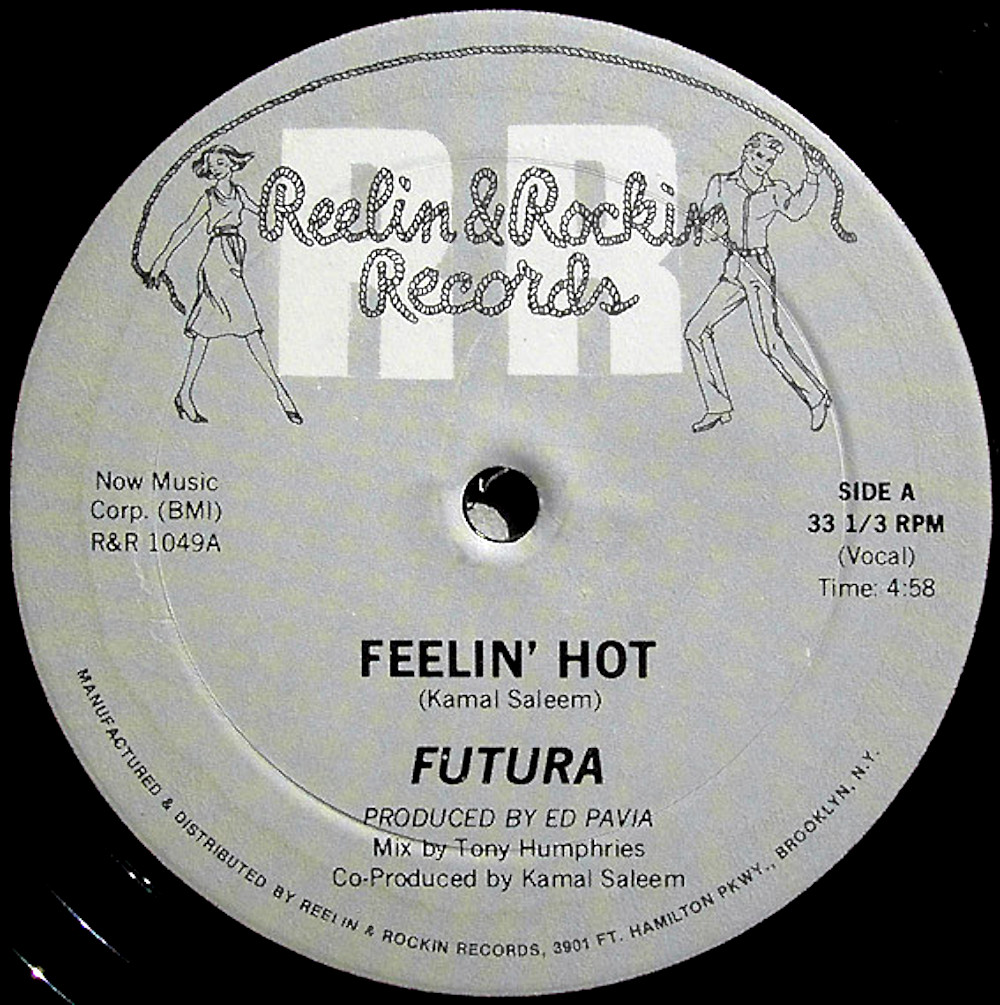 RR
Reelin & Rockin
Records
Now Music
Corp. (BMI)
R&R 1049A
SIDE A
33 1/3 RPM
(Vocal)
Time: 4:58
FEELIN' HOT
(Kamal Saleem)
FUTURA
PRODUCED BY ED PAVIA
Mix by Tony Humphries
Co-Produced by Kamal Saleem
MANUFACTURED & DISTRIBUTED BY REELIN & ROCKIN RECORDS, 3901 FT. HAMILTON PKWY., BROOKLYN, N.Y.